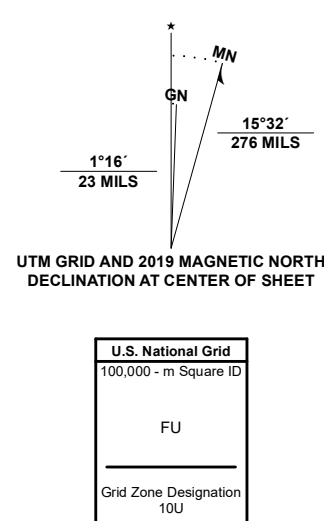 ★
MN
GN
15°32´
276 MILS
1°16´
23 MILS
UTM GRID AND 2019 MAGNETIC NORTH
DECLINATION AT CENTER OF SHEET
U.S. National Grid
100,000 - m Square ID
FU
Grid Zone Designation
10U